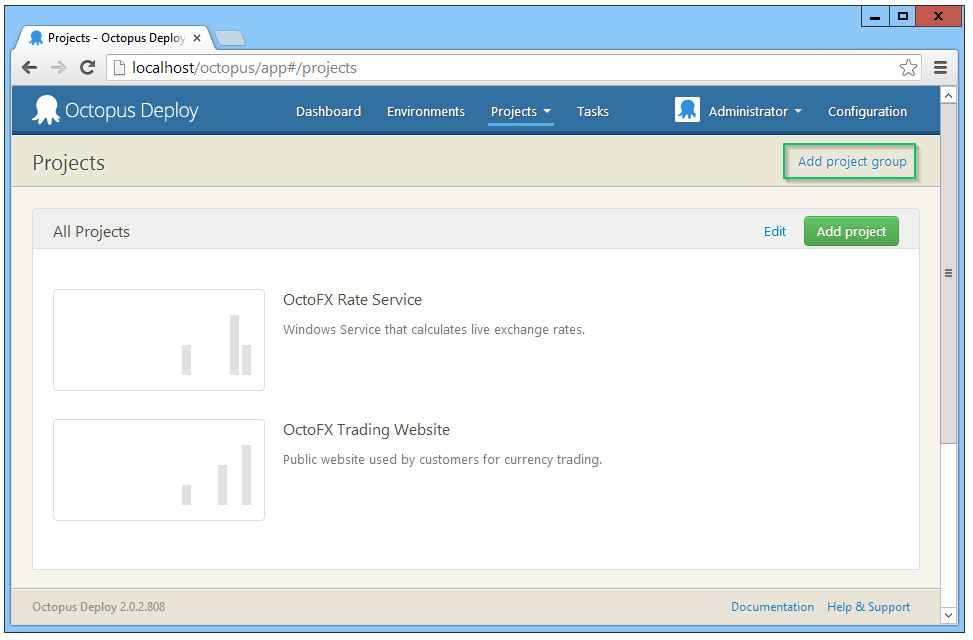 Projects - Octopus Deploy
localhost/octopus/app#/projects
Octopus Deploy Dashboard Environments Projects Tasks Administrator Configuration
Projects Add project group
All Projects Edit Add project
OctoFX Rate Service
Windows Service that calculates live exchange rates.
OctoFX Trading Website
Public website used by customers for currency trading.
Octopus Deploy 2.0.2.808 Documentation Help & Support